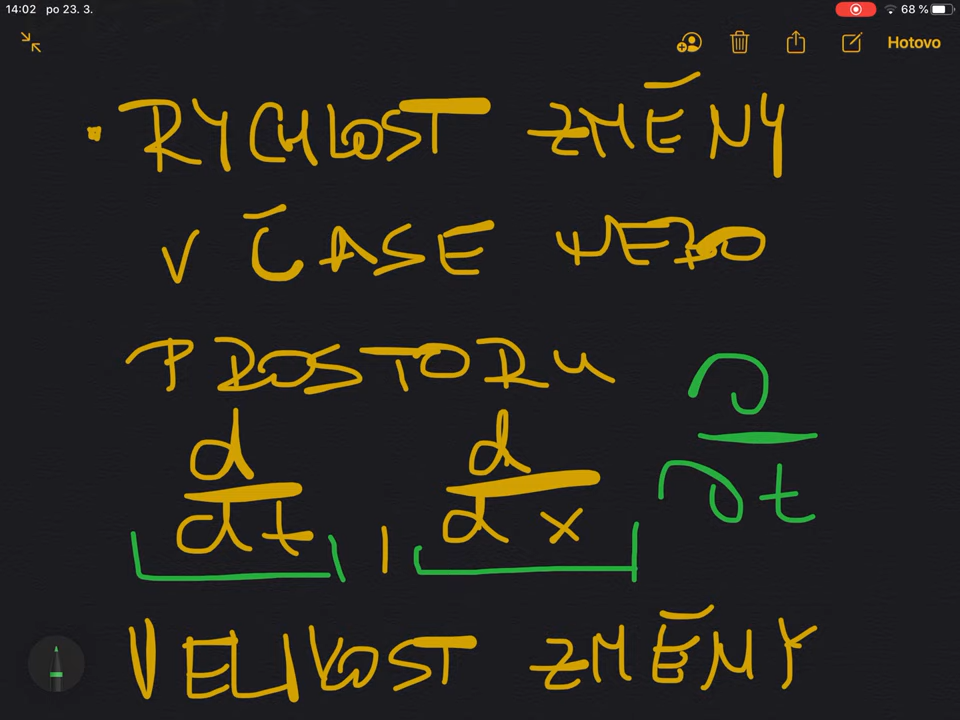 14:02 po 23. 3. 68 %
Hotovo
• RYCHLOST ZMĚNY
V ČASE NEBO
PROSTORU
d/dt | d/dx ∂/∂t
VELIKOST ZMĚNY